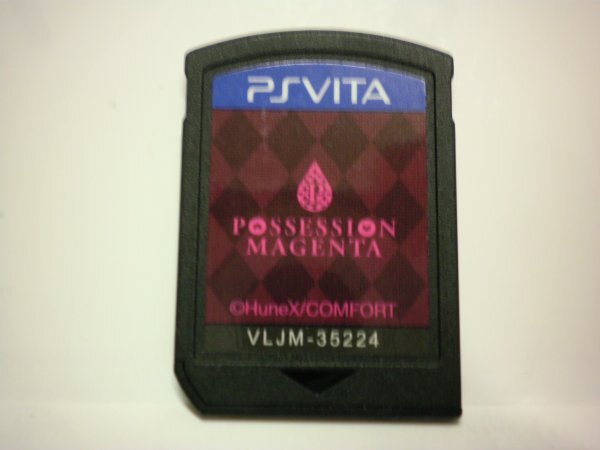 PSVITA
P
POSSESSION
MAGENTA
©HuneX/COMFORT
VLJM-35224